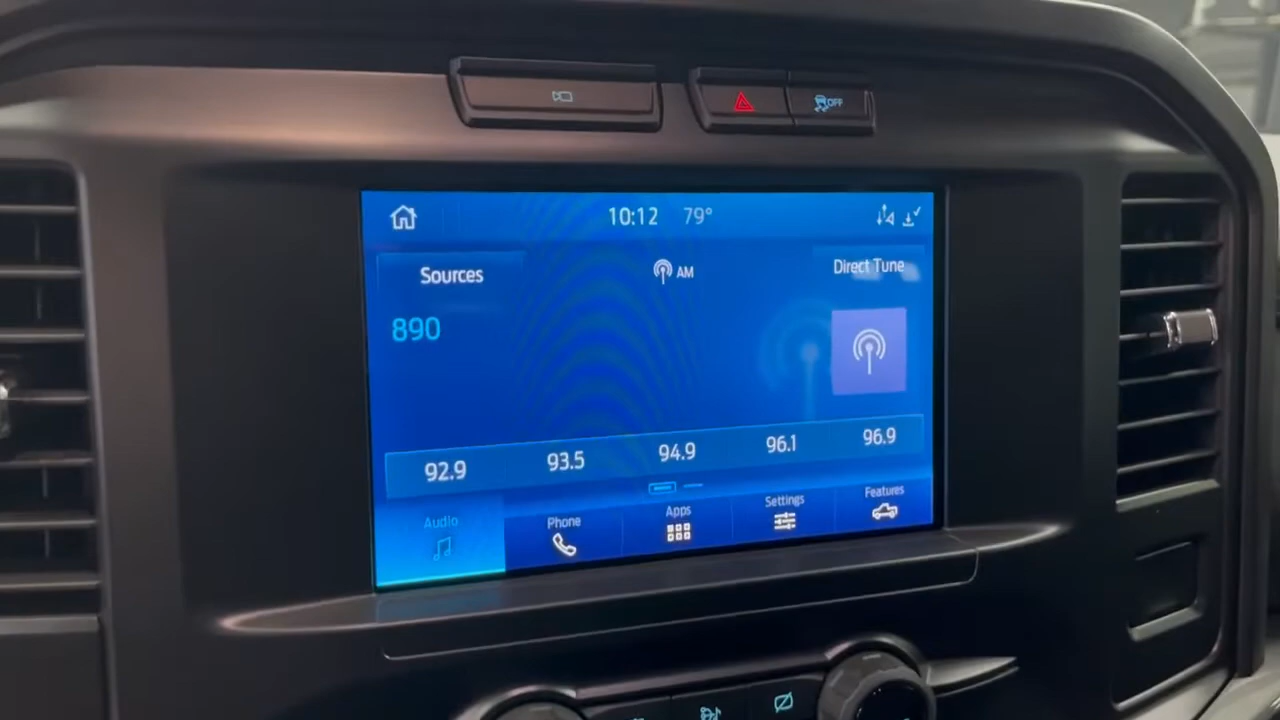 OFF
10:12 79°
Sources
AM
Direct Tune
890
92.9 93.5 94.9 96.1 96.9
Audio Phone Apps Settings Features